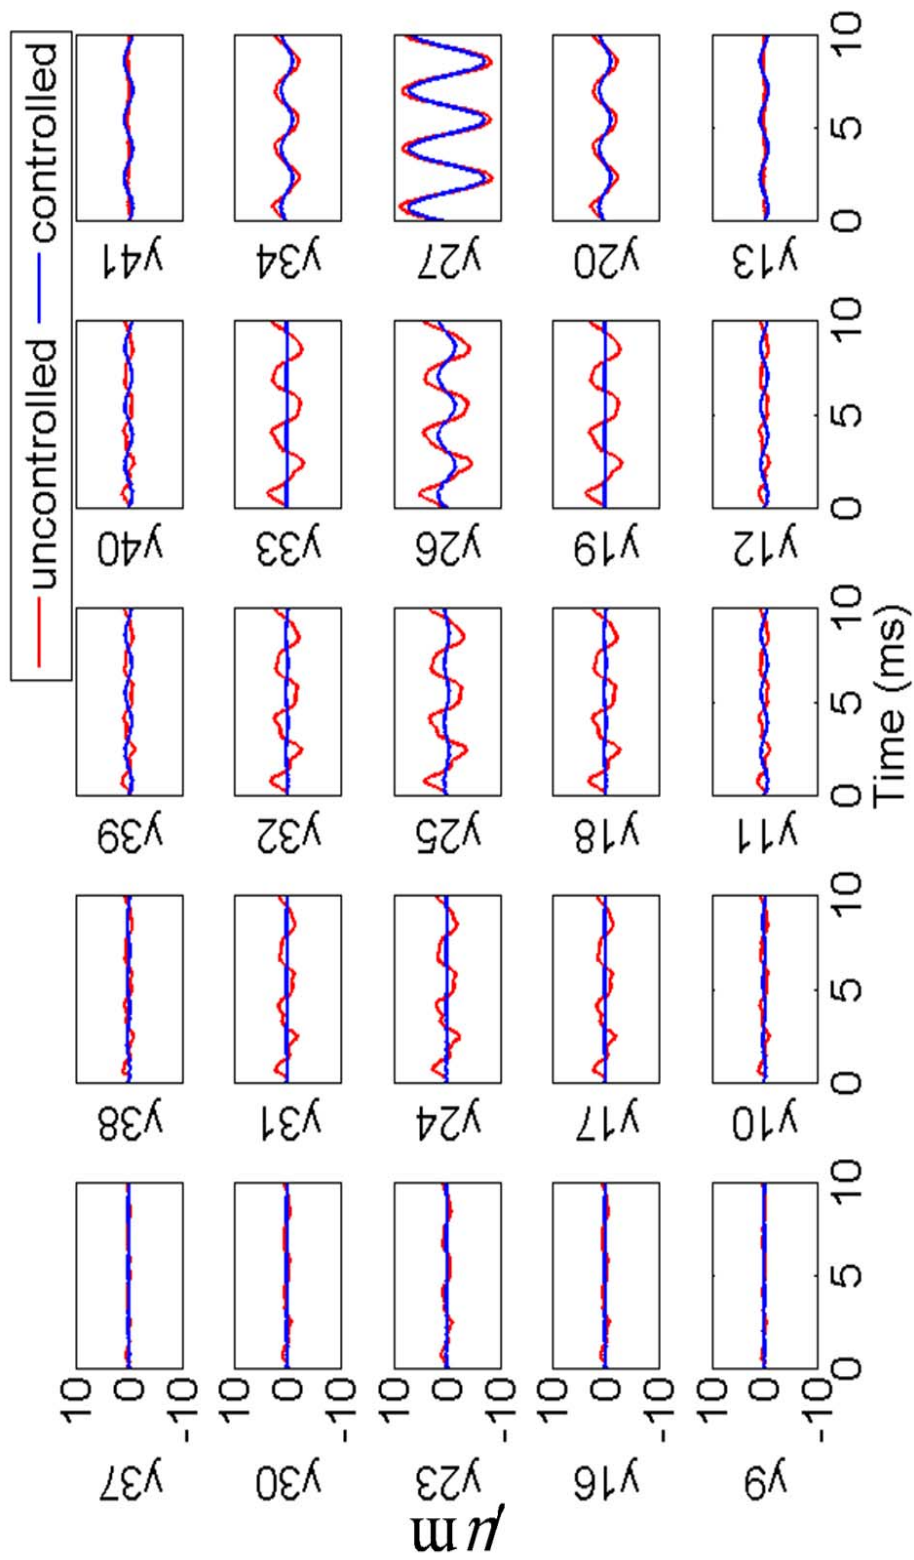 uncontrolled controlled
y37 y38 y39 y40 y41
10
0
-10
y30 y31 y32 y33 y34
10
0
-10
y23 y24 y25 y26 y27
10
0
-10
y16 y17 y18 y19 y20
10
0
-10
y9 y10 y11 y12 y13
10
0
-10
0 5 10 0 5 10 0 5 10 0 5 10 0 5 10
Time (ms)
μm